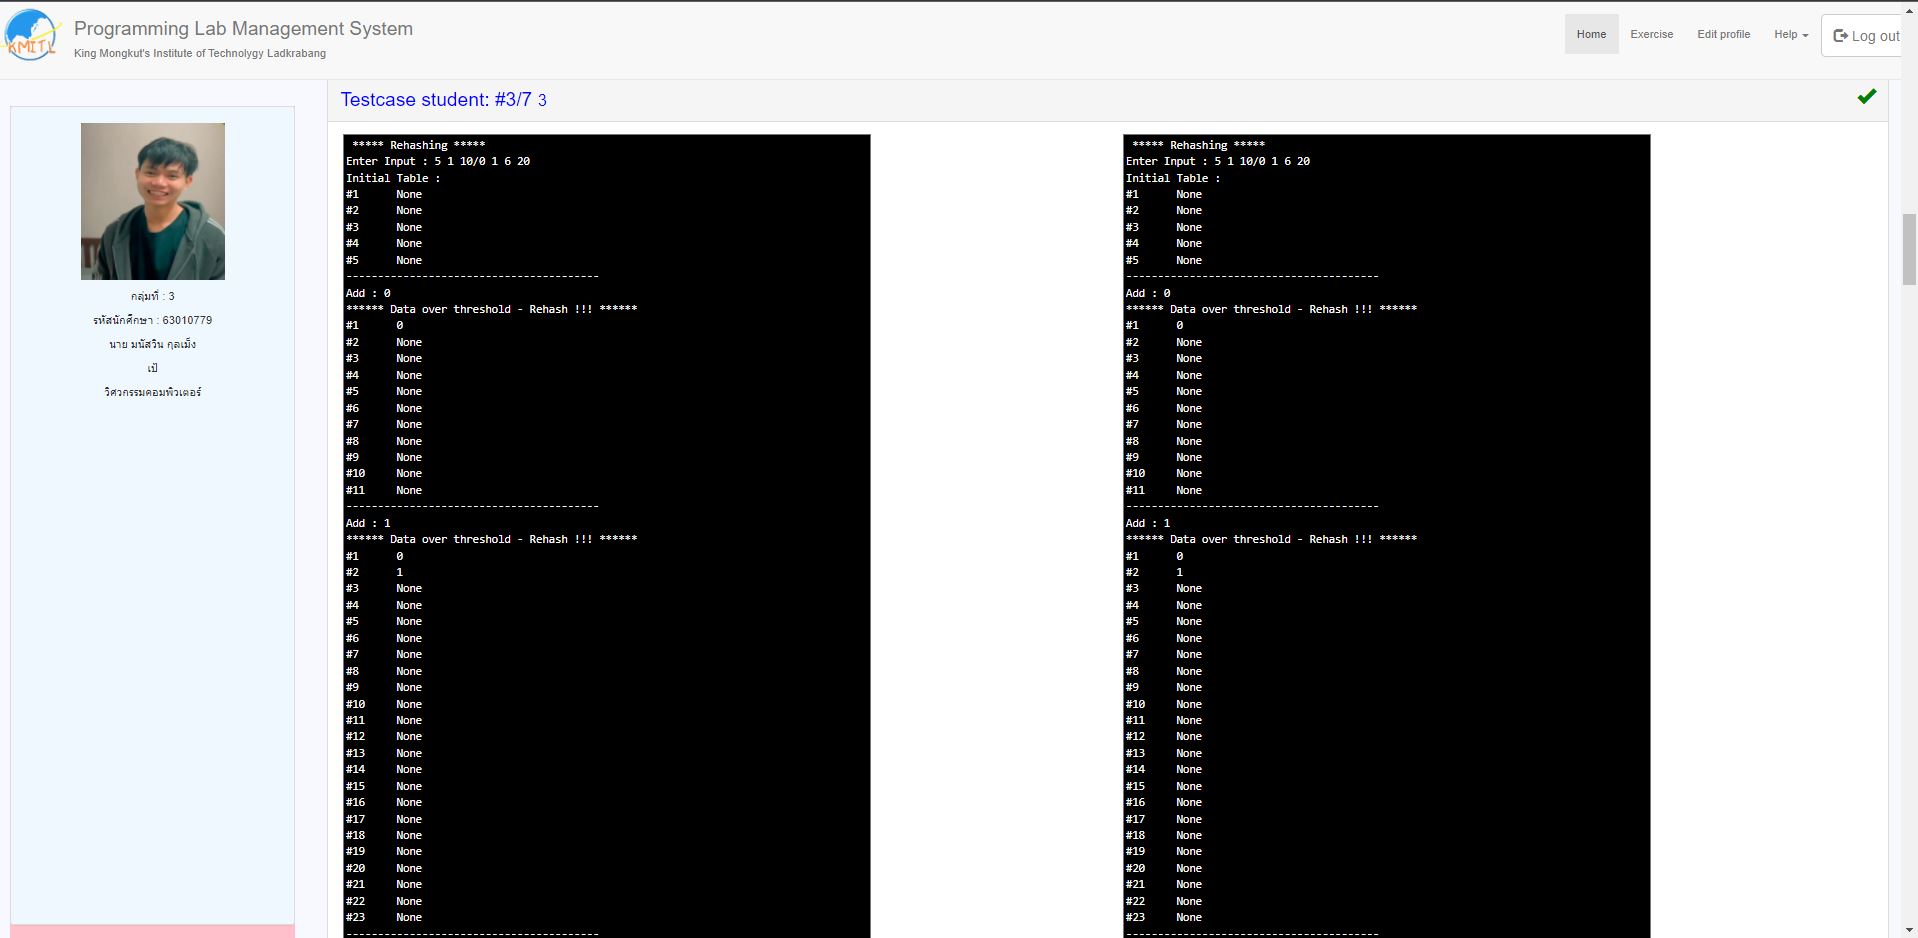 KMITL
Programming Lab Management System
King Mongkut's Institute of Technolygy Ladkrabang
Home
Exercise
Edit profile
Help
Log out
กลุ่มที่ : 3
รหัสนักศึกษา : 63010779
นาย มนัสวิน กุลเม็ง
เป้
วิศวกรรมคอมพิวเตอร์
Testcase student: #3/7 3
***** Rehashing *****
Enter Input : 5 1 10/0 1 6 20
Initial Table :
#1 None
#2 None
#3 None
#4 None
#5 None
----------------------------------------
Add : 0
****** Data over threshold - Rehash !!! ******
#1 0
#2 None
#3 None
#4 None
#5 None
#6 None
#7 None
#8 None
#9 None
#10 None
#11 None
----------------------------------------
Add : 1
****** Data over threshold - Rehash !!! ******
#1 0
#2 1
#3 None
#4 None
#5 None
#6 None
#7 None
#8 None
#9 None
#10 None
#11 None
#12 None
#13 None
#14 None
#15 None
#16 None
#17 None
#18 None
#19 None
#20 None
#21 None
#22 None
#23 None
----------------------------------------
***** Rehashing *****
Enter Input : 5 1 10/0 1 6 20
Initial Table :
#1 None
#2 None
#3 None
#4 None
#5 None
----------------------------------------
Add : 0
****** Data over threshold - Rehash !!! ******
#1 0
#2 None
#3 None
#4 None
#5 None
#6 None
#7 None
#8 None
#9 None
#10 None
#11 None
----------------------------------------
Add : 1
****** Data over threshold - Rehash !!! ******
#1 0
#2 1
#3 None
#4 None
#5 None
#6 None
#7 None
#8 None
#9 None
#10 None
#11 None
#12 None
#13 None
#14 None
#15 None
#16 None
#17 None
#18 None
#19 None
#20 None
#21 None
#22 None
#23 None
----------------------------------------